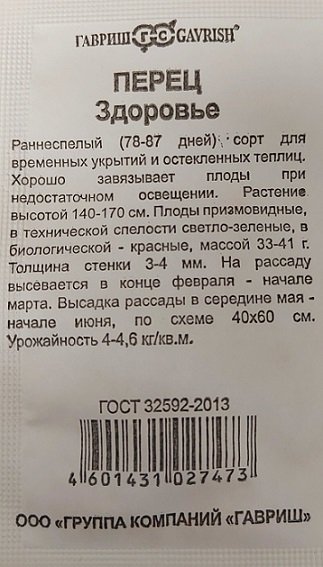 ГАВРИШ ГС GAVRISH®
ПЕРЕЦ
Здоровье
Раннеспелый (78-87 дней) сорт для
временных укрытий и остекленных теплиц.
Хорошо завязывает плоды при
недостаточном освещении. Растение
высотой 140-170 см. Плоды призмовидные,
в технической спелости светло-зеленые, в
биологической - красные, массой 33-41 г.
Толщина стенки 3-4 мм. На рассаду
высевается в конце февраля - начале
марта. Высадка рассады в середине мая -
начале июня, по схеме 40х60 см.
Урожайность 4-4,6 кг/кв.м.
ГОСТ 32592-2013
4 601431 027473
ООО «ГРУППА КОМПАНИЙ «ГАВРИШ»